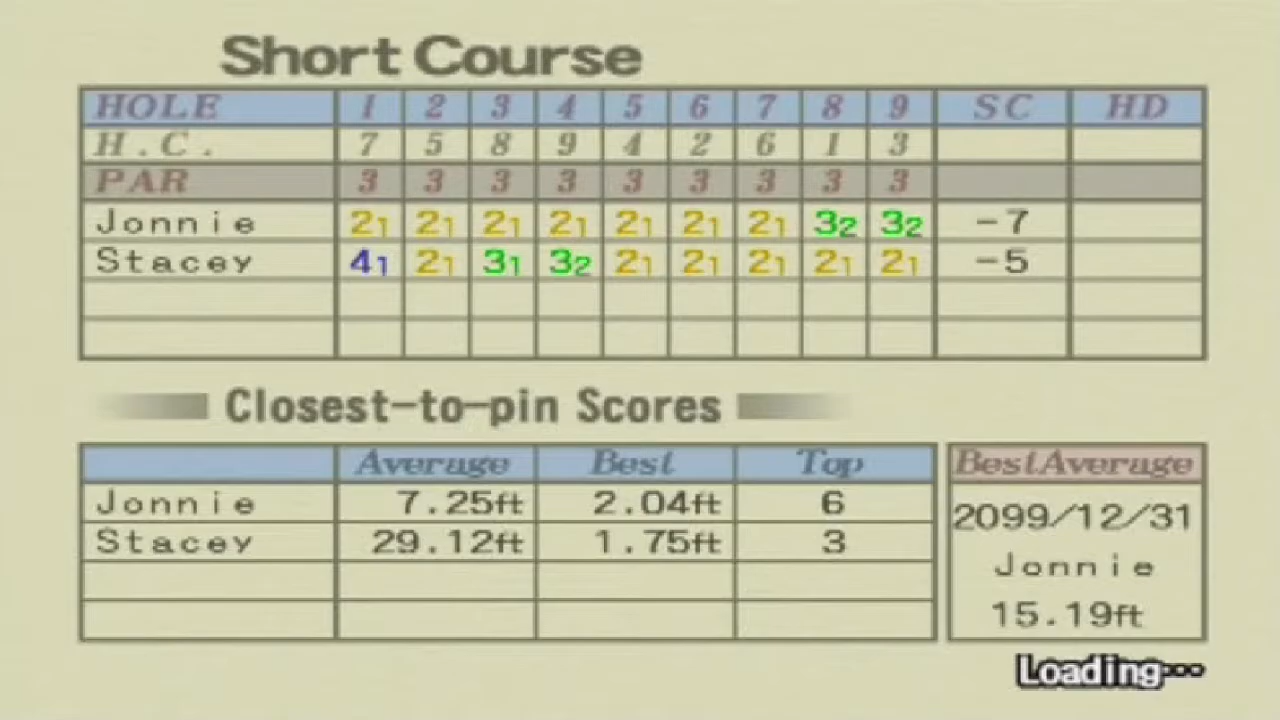 Short Course
HOLE 1 2 3 4 5 6 7 8 9 SC HD
H.C. 7 5 8 9 4 2 6 1 3
PAR 3 3 3 3 3 3 3 3 3
Jonnie 21 21 21 21 21 21 21 32 32 -7
Stacey 41 21 31 32 21 21 21 21 21 -5
Closest-to-pin Scores
Average Best Top BestAverage
Jonnie 7.25ft 2.04ft 6
2099/12/31
Stacey 29.12ft 1.75ft 3
Jonnie
15.19ft
Loading···